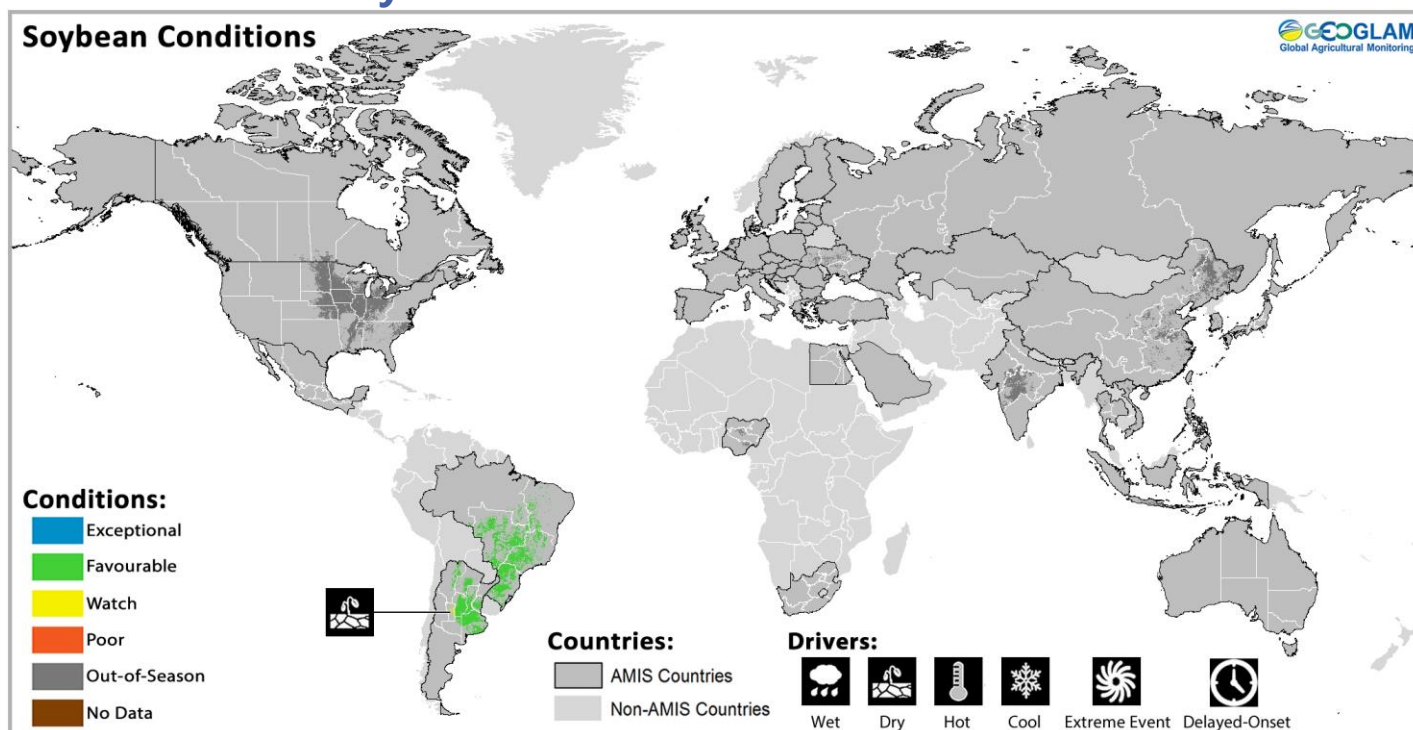 Soybean Conditions
GEOGLAM
Global Agricultural Monitoring
Conditions:
Exceptional
Favourable
Watch
Poor
Out-of-Season
No Data
Countries:
AMIS Countries
Non-AMIS Countries
Drivers:
Wet
Dry
Hot
Cool
Extreme Event
Delayed-Onset